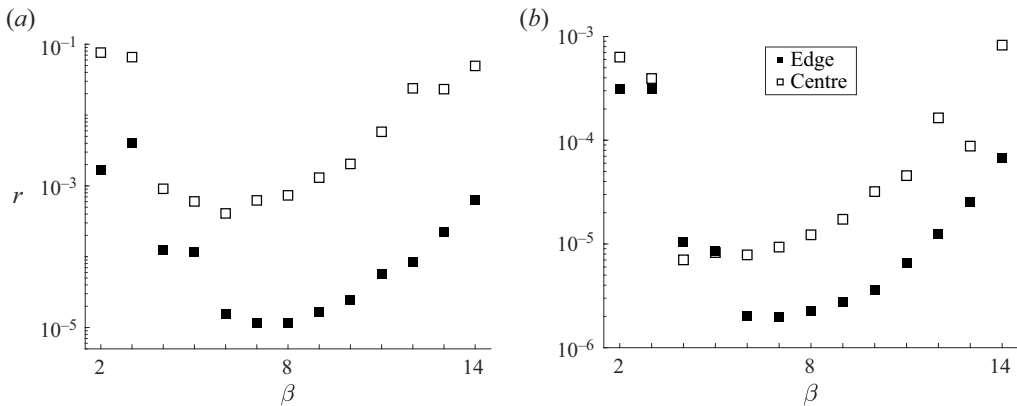 (a)
10⁻¹
10⁻³
10⁻⁵
r
2
8
14
β
(b)
10⁻³
10⁻⁴
10⁻⁵
10⁻⁶
Edge
Centre
2
8
14
β